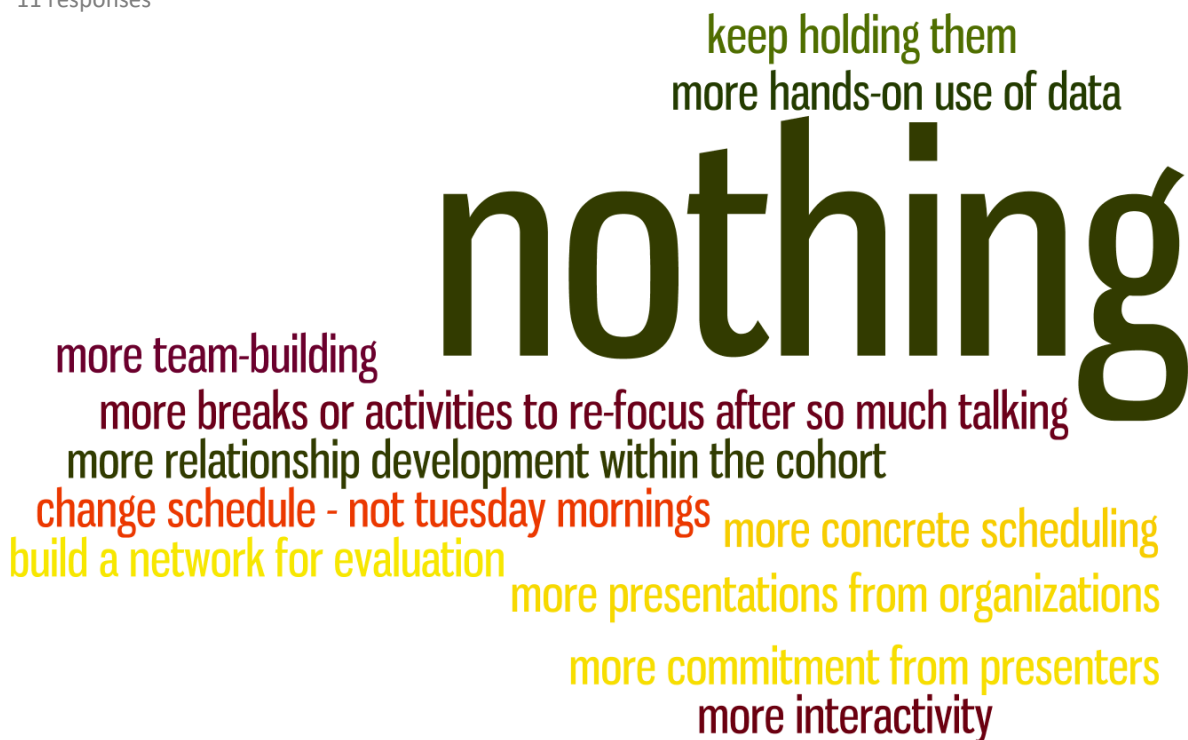 11 responses
keep holding them
more hands-on use of data
nothing
more team-building
more breaks or activities to re-focus after so much talking
more relationship development within the cohort
change schedule - not tuesday mornings
more concrete scheduling
build a network for evaluation
more presentations from organizations
more commitment from presenters
more interactivity